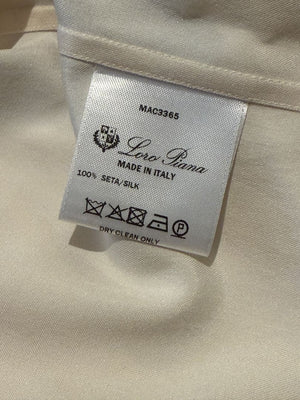 MAC3365
Loro Piana
MADE IN ITALY
100% SETA/SILK
P
DRY CLEAN ONLY